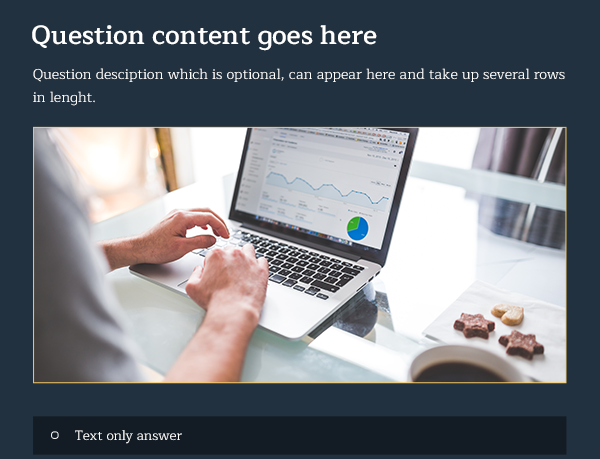 Question content goes here
Question desciption which is optional, can appear here and take up several rows
in lenght.
Text only answer